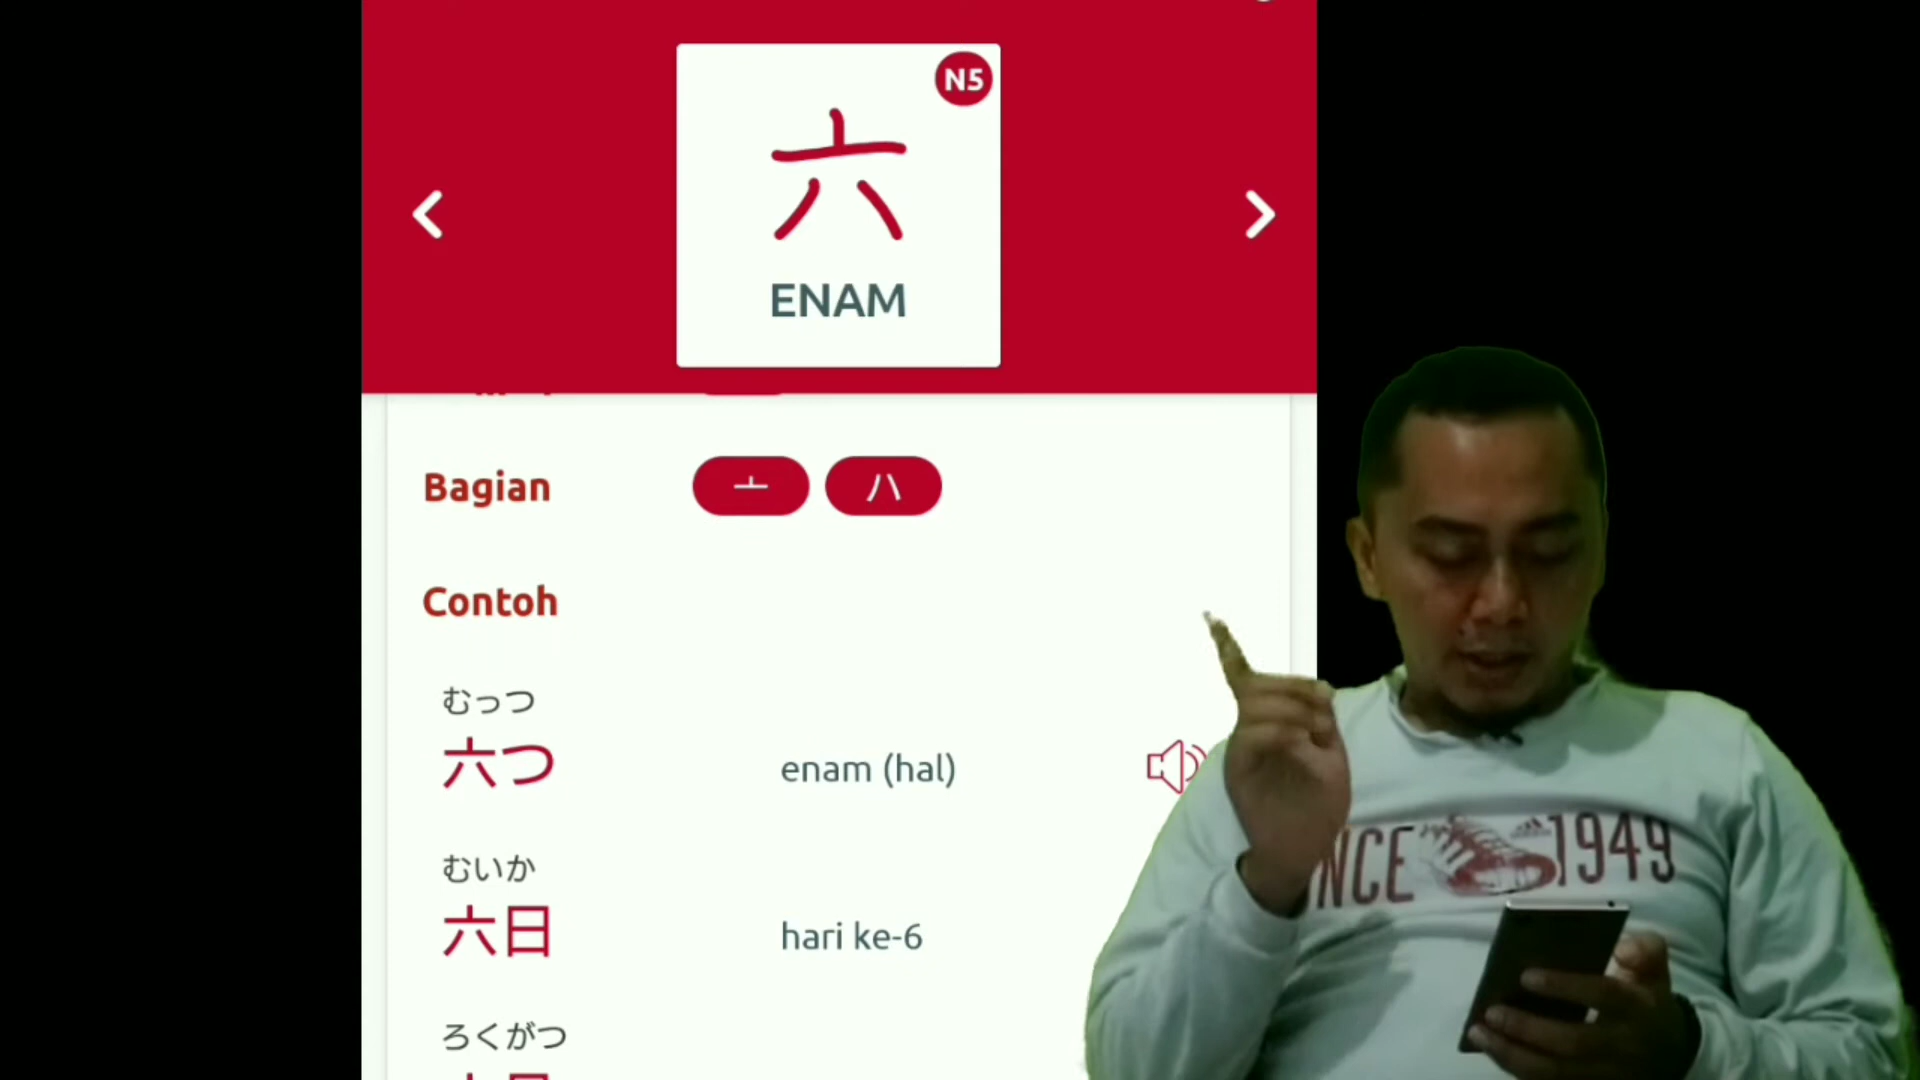 N5
六
ENAM
Bagian 亠 ハ
Contoh
むっつ
六つ enam (hal)
むいか
六日 hari ke-6
ろくがつ
NCE 1949